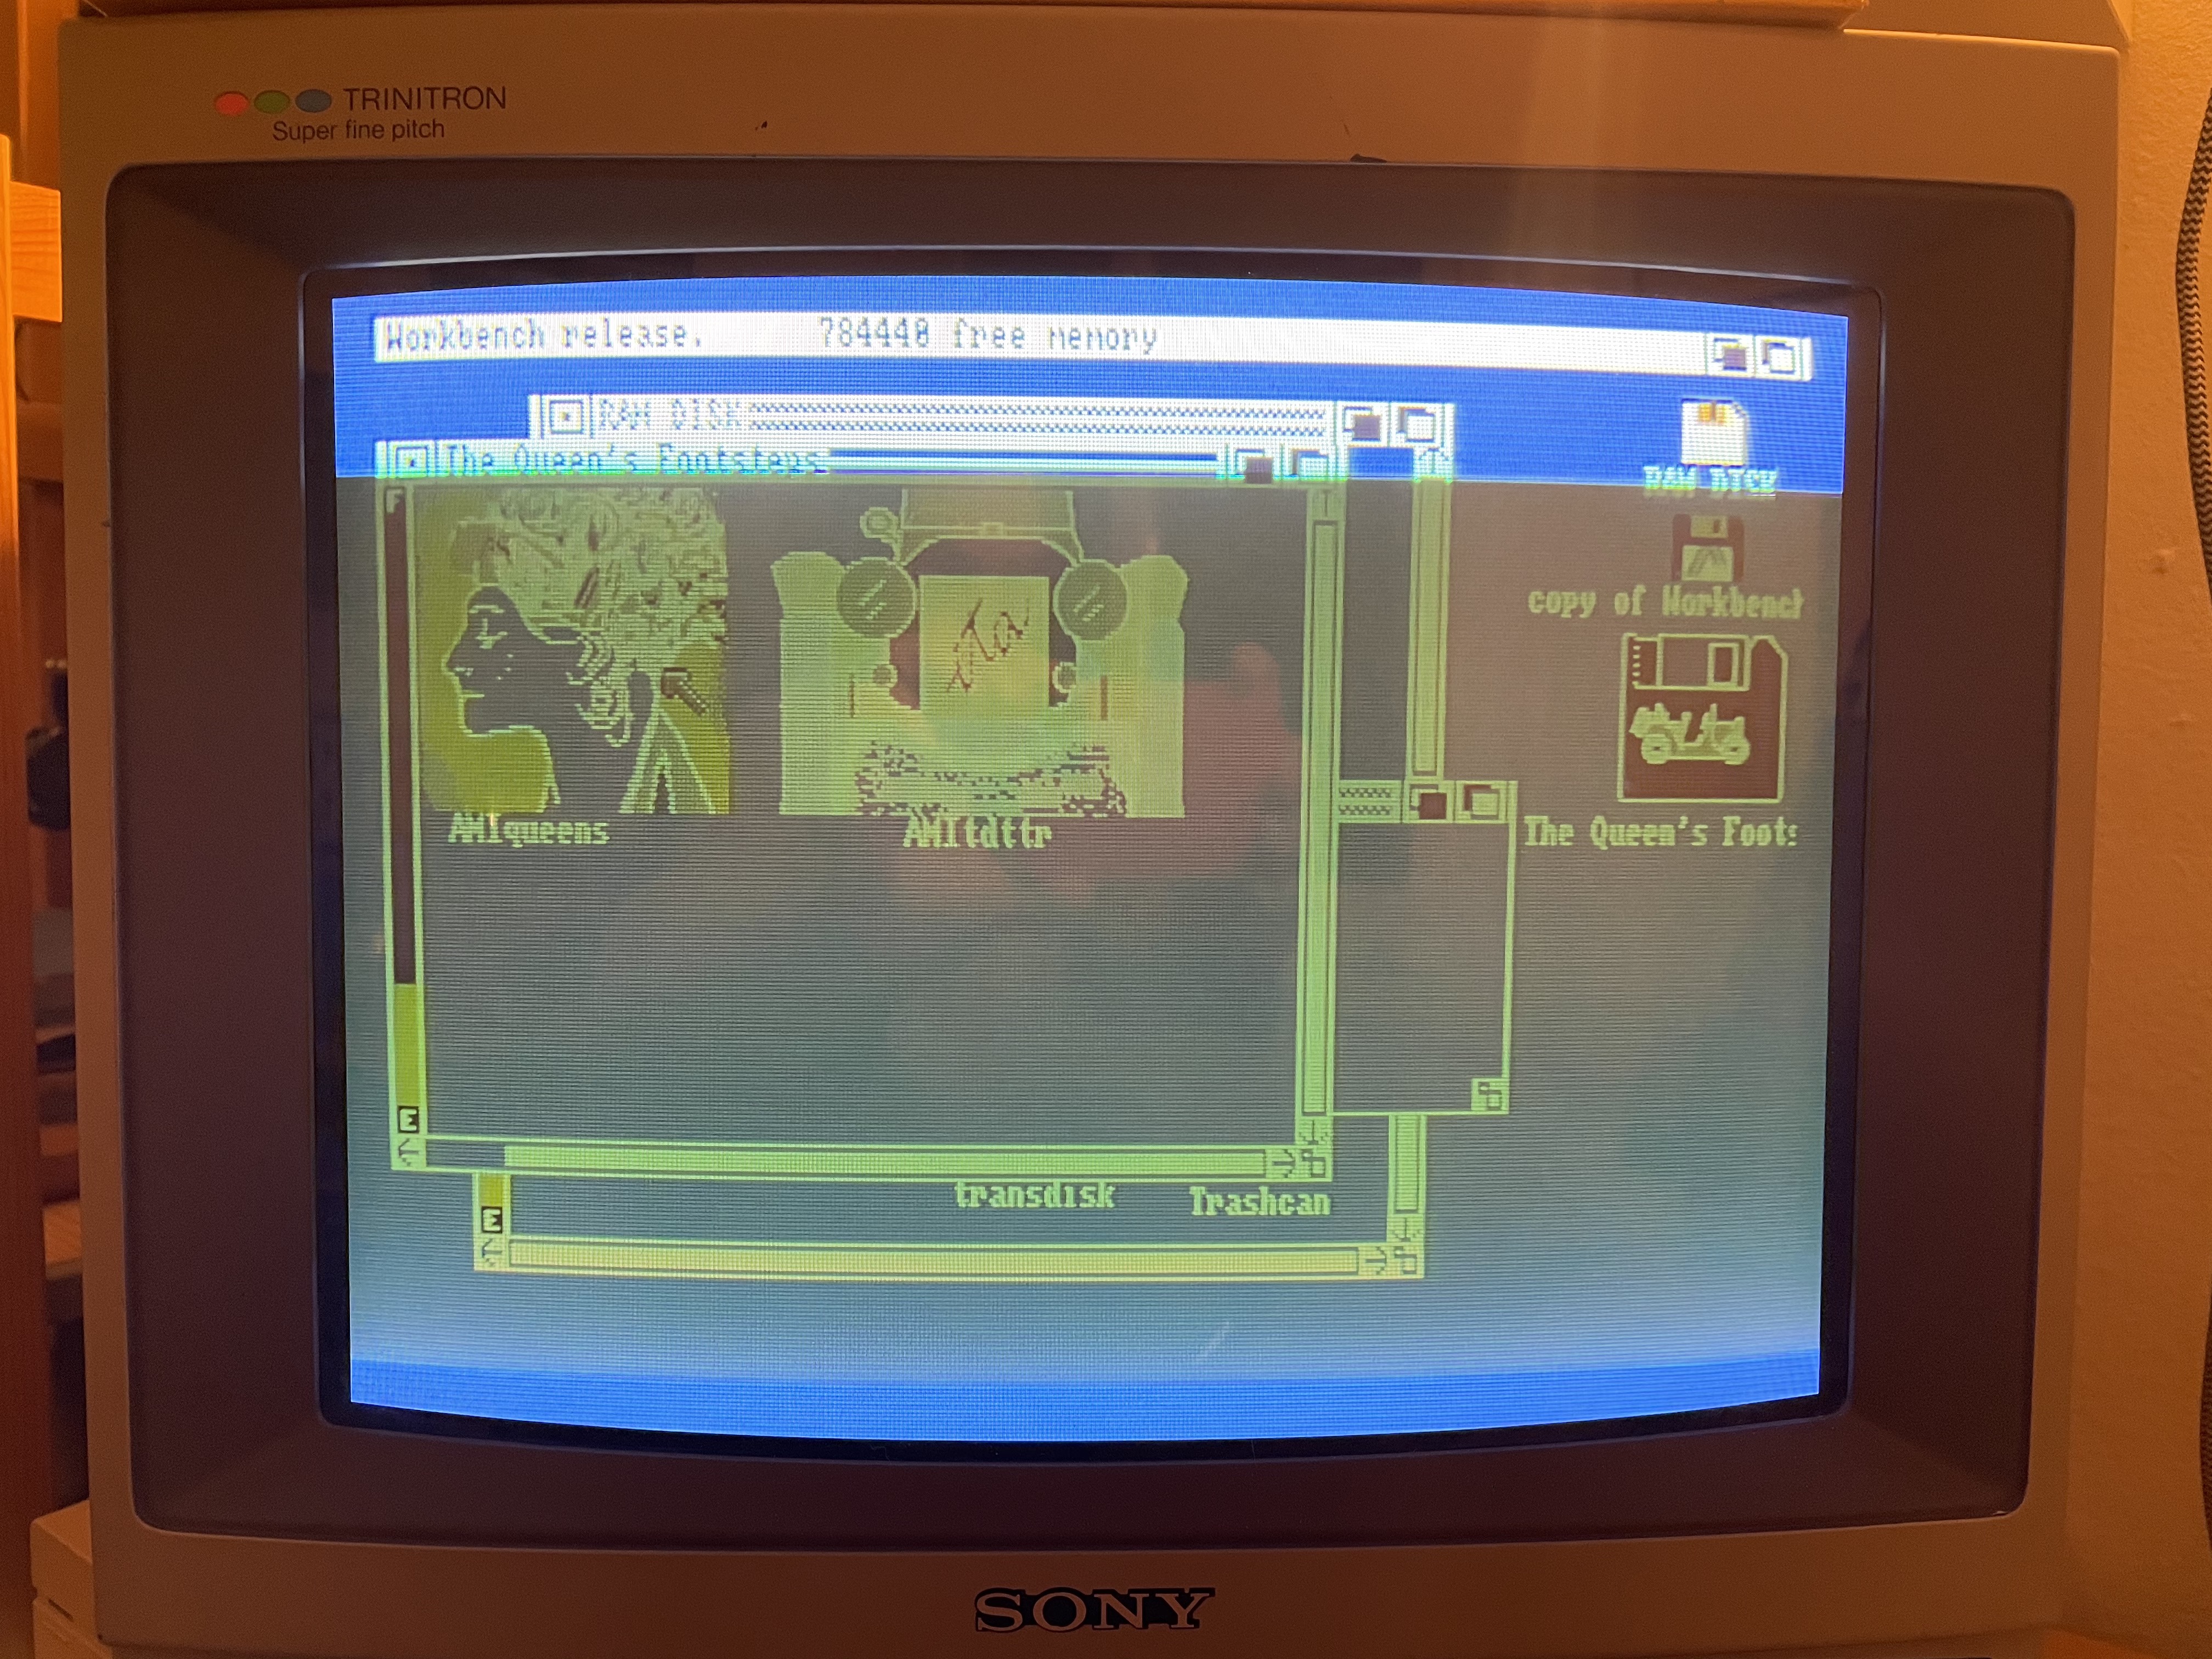 TRINITRON
Super fine pitch
Workbench release. 784440 free memory
RAM DISK
The Queen's Footsteps
RAM DISK
F
copy of Workbench
AMIqueens
AMItdttr
The Queen's Foots
E
transdisk
Trashcan
E
SONY